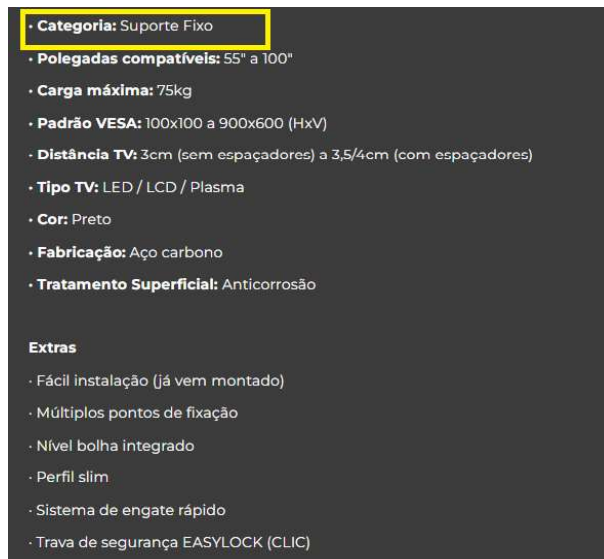 • Categoria: Suporte Fixo
• Polegadas compatíveis: 55" a 100"
• Carga máxima: 75kg
• Padrão VESA: 100x100 a 900x600 (HxV)
• Distância TV: 3cm (sem espaçadores) a 3,5/4cm (com espaçadores)
• Tipo TV: LED / LCD / Plasma
• Cor: Preto
• Fabricação: Aço carbono
• Tratamento Superficial: Anticorrosão
Extras
· Fácil instalação (já vem montado)
· Múltiplos pontos de fixação
· Nível bolha integrado
· Perfil slim
· Sistema de engate rápido
· Trava de segurança EASYLOCK (CLIC)